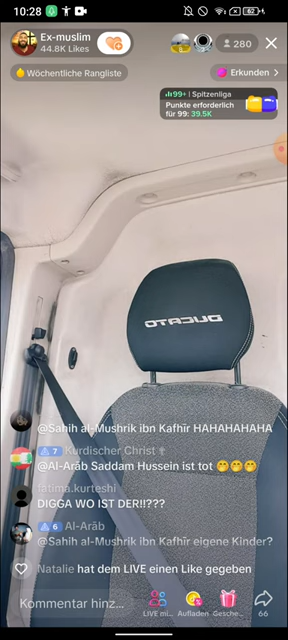 10:28
62
Ex-muslim
44.8K Likes
280
Wöchentliche Rangliste
Erkunden >
99+ | Spitzenliga
Punkte erforderlich
für 99: 39.5K
DUCATO
@Sahih al-Mushrik ibn Kafhīr HAHAHAHAHA
7 Kurdischer Christ ✝
@Al-Arāb Saddam Hussein ist tot 🤭🤭🤭
fatima.kurteshi
DIGGA WO IST DER!!???
6 Al-Arāb
@Sahih al-Mushrik ibn Kafhīr eigene Kinder?
Natalie hat dem LIVE einen Like gegeben
Kommentar hinz...
LIVE mi...
Aufladen
Gesche...
66